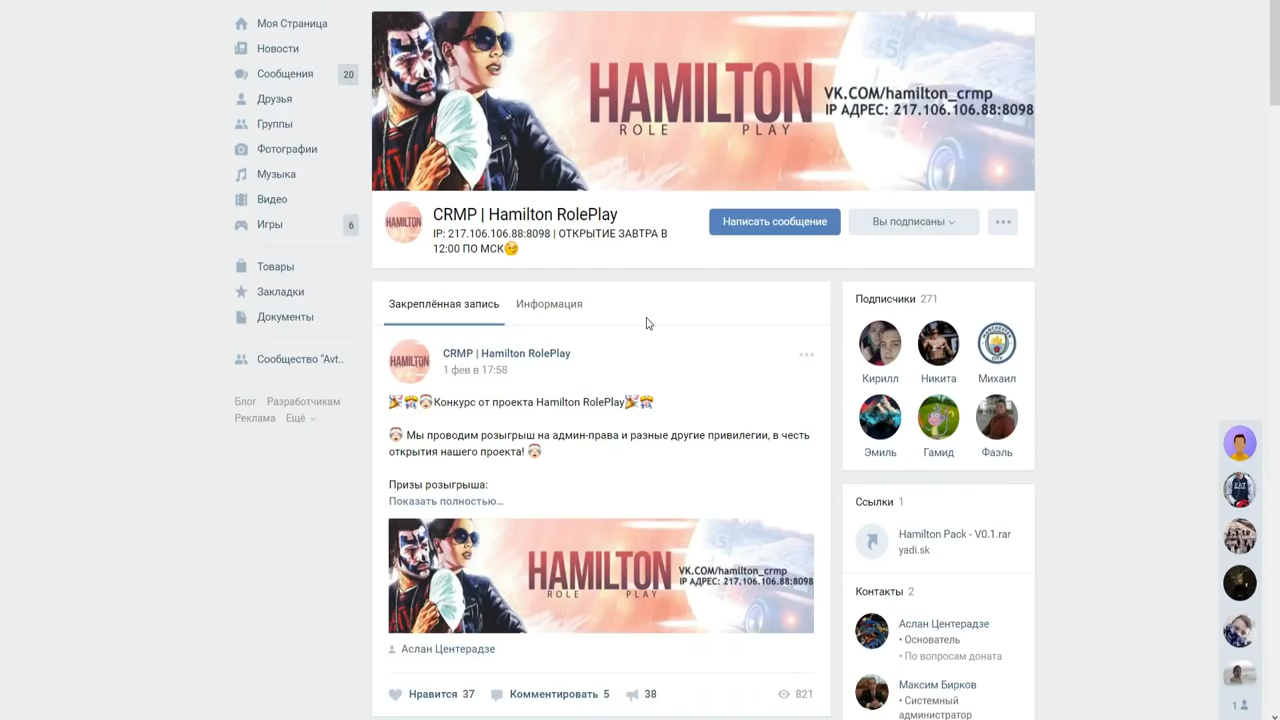 Моя Страница
Новости
Сообщения 20
Друзья
Группы
Фотографии
Музыка
Видео
Игры 6
Товары
Закладки
Документы
Сообщество "Avt..
Блог Разработчикам
Реклама Ещё
HAMILTON
ROLE PLAY
VK.COM/hamilton_crmp
IP АДРЕС: 217.106.106.88:8098
HAMILTON
CRMP | Hamilton RolePlay
IP: 217.106.106.88:8098 | ОТКРЫТИЕ ЗАВТРА В
12:00 ПО МСК
Написать сообщение
Вы подписаны
Закреплённая запись Информация
HAMILTON
CRMP | Hamilton RolePlay
1 фев в 17:58
Конкурс от проекта Hamilton RolePlay
Мы проводим розыгрыш на админ-права и разные другие привилегии, в честь
открытия нашего проекта!
Призы розыгрыша:
Показать полностью…
HAMILTON
ROLE PLAY
VK.COM/hamilton_crmp
IP АДРЕС: 217.106.106.88:8098
Аслан Центерадзе
Нравится 37 Комментировать 5 38 821
Подписчики 271
MANCHESTER
CITY
Кирилл Никита Михаил
Эмиль Гамид Фаэль
Ссылки 1
Hamilton Pack - V0.1.rar
yadi.sk
Контакты 2
Аслан Центерадзе
• Основатель
• По вопросам доната
Максим Бирков
• Системный
администратор
1